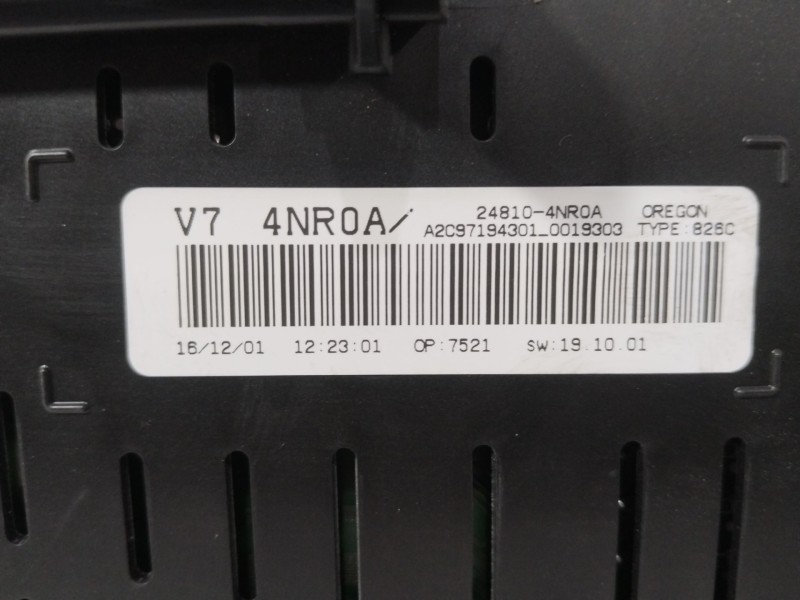 V7 4NR0A/ 24810-4NR0A OREGON
A2C97194301_0019303 TYPE:828C
16/12/01 12:23:01 OP:7521 SW:19.10.01